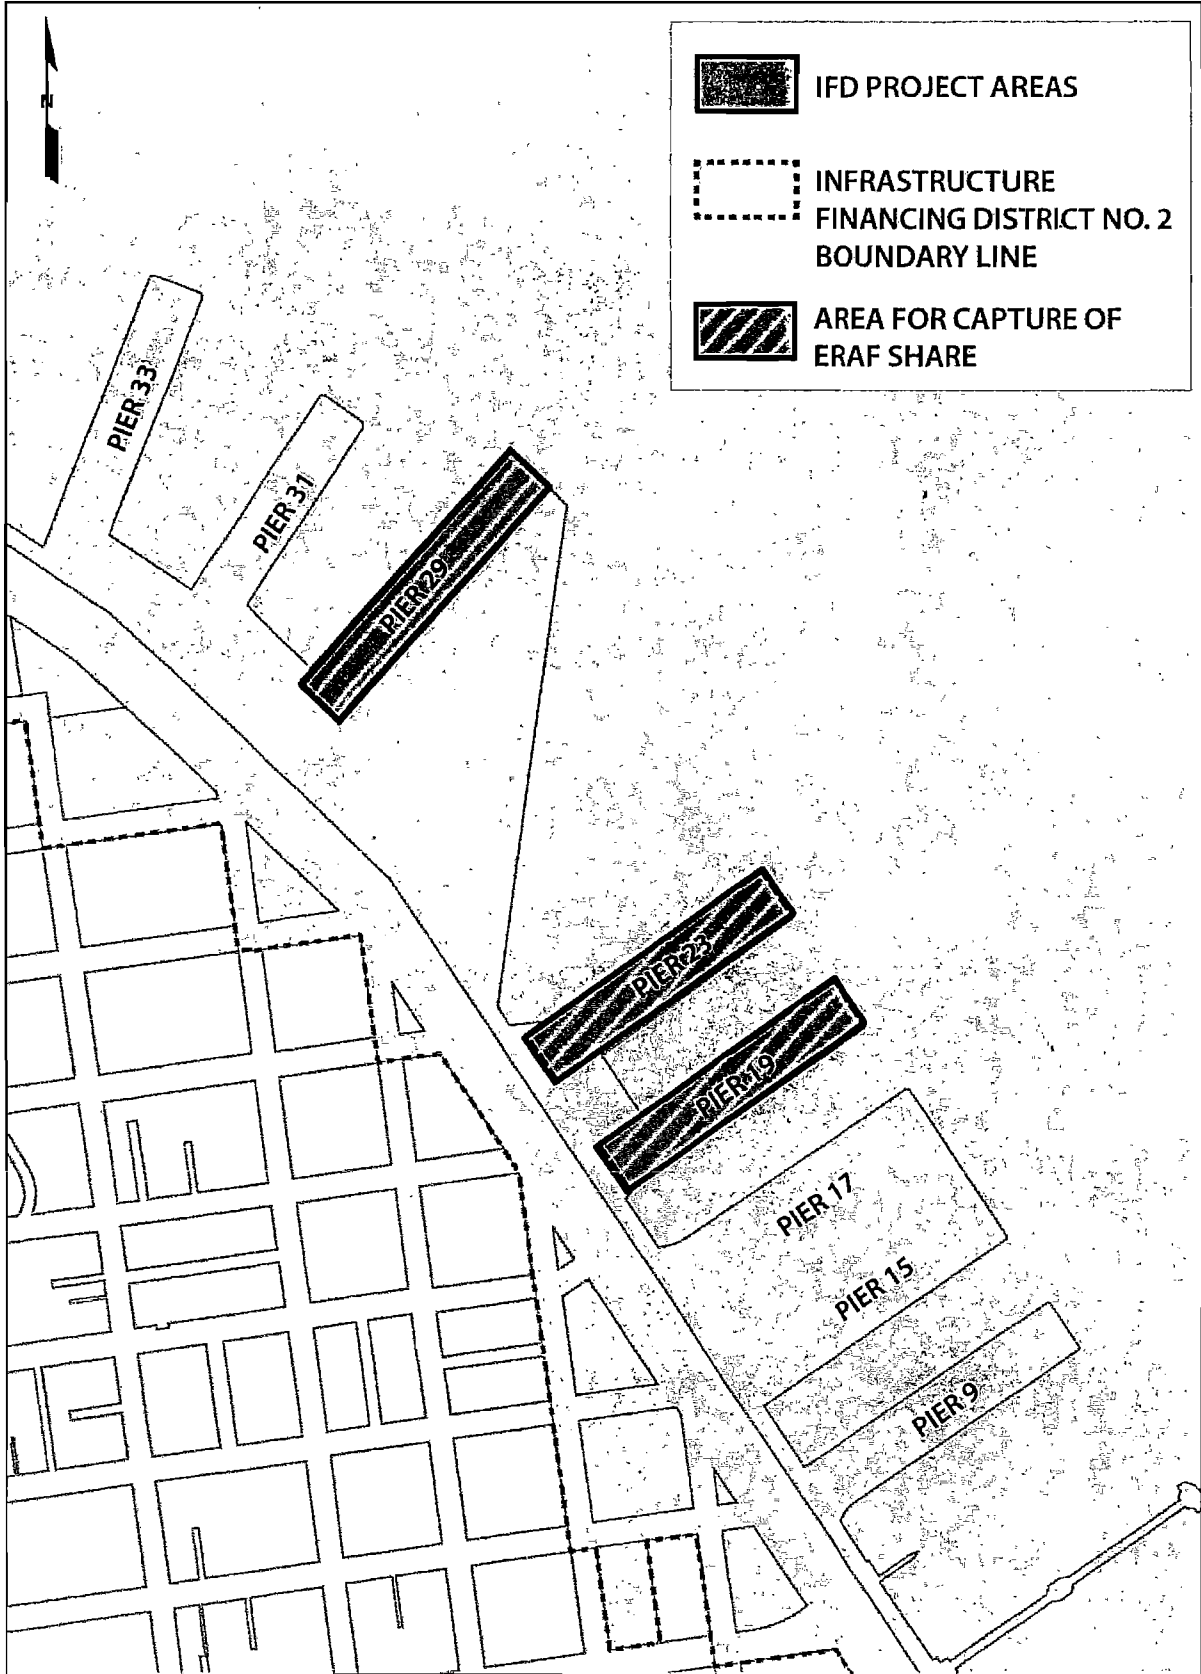 N
IFD PROJECT AREAS
INFRASTRUCTURE
FINANCING DISTRICT NO. 2
BOUNDARY LINE
AREA FOR CAPTURE OF
ERAF SHARE
PIER 33
PIER 31
PIER 29
PIER 23
PIER 19
PIER 17
PIER 15
PIER 9